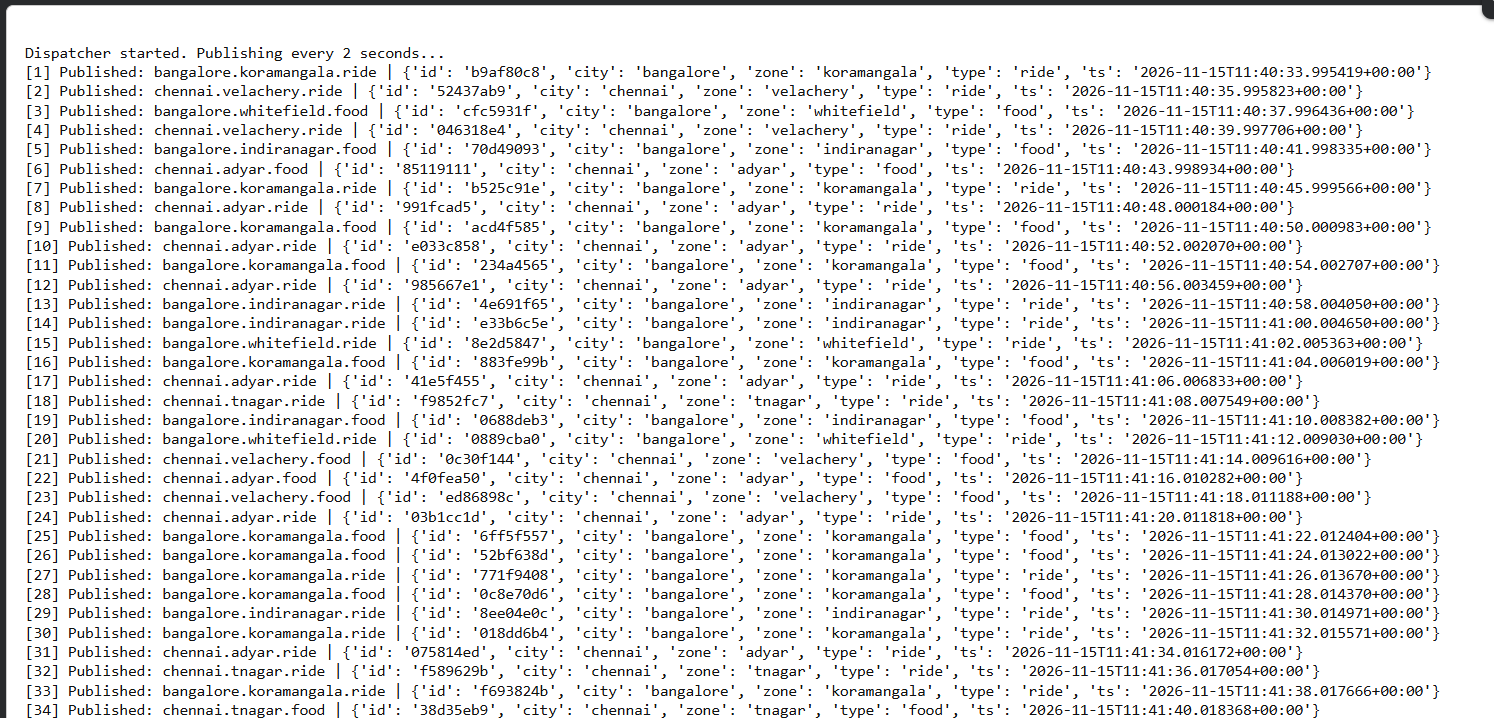 Dispatcher started. Publishing every 2 seconds...
[1] Published: bangalore.koramangala.ride | {'id': 'b9af80c8', 'city': 'bangalore', 'zone': 'koramangala', 'type': 'ride', 'ts': '2026-11-15T11:40:33.995419+00:00'}
[2] Published: chennai.velachery.ride | {'id': '52437ab9', 'city': 'chennai', 'zone': 'velachery', 'type': 'ride', 'ts': '2026-11-15T11:40:35.995823+00:00'}
[3] Published: bangalore.whitefield.food | {'id': 'cfc5931f', 'city': 'bangalore', 'zone': 'whitefield', 'type': 'food', 'ts': '2026-11-15T11:40:37.996436+00:00'}
[4] Published: chennai.velachery.ride | {'id': '046318e4', 'city': 'chennai', 'zone': 'velachery', 'type': 'ride', 'ts': '2026-11-15T11:40:39.997706+00:00'}
[5] Published: bangalore.indiranagar.food | {'id': '70d49093', 'city': 'bangalore', 'zone': 'indiranagar', 'type': 'food', 'ts': '2026-11-15T11:40:41.998335+00:00'}
[6] Published: chennai.adyar.food | {'id': '85119111', 'city': 'chennai', 'zone': 'adyar', 'type': 'food', 'ts': '2026-11-15T11:40:43.998934+00:00'}
[7] Published: bangalore.koramangala.ride | {'id': 'b525c91e', 'city': 'bangalore', 'zone': 'koramangala', 'type': 'ride', 'ts': '2026-11-15T11:40:45.999566+00:00'}
[8] Published: chennai.adyar.ride | {'id': '991fcad5', 'city': 'chennai', 'zone': 'adyar', 'type': 'ride', 'ts': '2026-11-15T11:40:48.000184+00:00'}
[9] Published: bangalore.koramangala.food | {'id': 'acd4f585', 'city': 'bangalore', 'zone': 'koramangala', 'type': 'food', 'ts': '2026-11-15T11:40:50.000983+00:00'}
[10] Published: chennai.adyar.ride | {'id': 'e033c858', 'city': 'chennai', 'zone': 'adyar', 'type': 'ride', 'ts': '2026-11-15T11:40:52.002070+00:00'}
[11] Published: bangalore.koramangala.food | {'id': '234a4565', 'city': 'bangalore', 'zone': 'koramangala', 'type': 'food', 'ts': '2026-11-15T11:40:54.002707+00:00'}
[12] Published: chennai.adyar.ride | {'id': '985667e1', 'city': 'chennai', 'zone': 'adyar', 'type': 'ride', 'ts': '2026-11-15T11:40:56.003459+00:00'}
[13] Published: bangalore.indiranagar.ride | {'id': '4e691f65', 'city': 'bangalore', 'zone': 'indiranagar', 'type': 'ride', 'ts': '2026-11-15T11:40:58.004050+00:00'}
[14] Published: bangalore.indiranagar.ride | {'id': 'e33b6c5e', 'city': 'bangalore', 'zone': 'indiranagar', 'type': 'ride', 'ts': '2026-11-15T11:41:00.004650+00:00'}
[15] Published: bangalore.whitefield.ride | {'id': '8e2d5847', 'city': 'bangalore', 'zone': 'whitefield', 'type': 'ride', 'ts': '2026-11-15T11:41:02.005363+00:00'}
[16] Published: bangalore.koramangala.food | {'id': '883fe99b', 'city': 'bangalore', 'zone': 'koramangala', 'type': 'food', 'ts': '2026-11-15T11:41:04.006019+00:00'}
[17] Published: chennai.adyar.ride | {'id': '41e5f455', 'city': 'chennai', 'zone': 'adyar', 'type': 'ride', 'ts': '2026-11-15T11:41:06.006833+00:00'}
[18] Published: chennai.tnagar.ride | {'id': 'f9852fc7', 'city': 'chennai', 'zone': 'tnagar', 'type': 'ride', 'ts': '2026-11-15T11:41:08.007549+00:00'}
[19] Published: bangalore.indiranagar.food | {'id': '0688deb3', 'city': 'bangalore', 'zone': 'indiranagar', 'type': 'food', 'ts': '2026-11-15T11:41:10.008382+00:00'}
[20] Published: bangalore.whitefield.ride | {'id': '0889cba0', 'city': 'bangalore', 'zone': 'whitefield', 'type': 'ride', 'ts': '2026-11-15T11:41:12.009030+00:00'}
[21] Published: chennai.velachery.food | {'id': '0c30f144', 'city': 'chennai', 'zone': 'velachery', 'type': 'food', 'ts': '2026-11-15T11:41:14.009616+00:00'}
[22] Published: chennai.adyar.food | {'id': '4f0fea50', 'city': 'chennai', 'zone': 'adyar', 'type': 'food', 'ts': '2026-11-15T11:41:16.010282+00:00'}
[23] Published: chennai.velachery.food | {'id': 'ed86898c', 'city': 'chennai', 'zone': 'velachery', 'type': 'food', 'ts': '2026-11-15T11:41:18.011188+00:00'}
[24] Published: chennai.adyar.ride | {'id': '03b1cc1d', 'city': 'chennai', 'zone': 'adyar', 'type': 'ride', 'ts': '2026-11-15T11:41:20.011818+00:00'}
[25] Published: bangalore.koramangala.food | {'id': '6ff5f557', 'city': 'bangalore', 'zone': 'koramangala', 'type': 'food', 'ts': '2026-11-15T11:41:22.012404+00:00'}
[26] Published: bangalore.koramangala.food | {'id': '52bf638d', 'city': 'bangalore', 'zone': 'koramangala', 'type': 'food', 'ts': '2026-11-15T11:41:24.013022+00:00'}
[27] Published: bangalore.koramangala.ride | {'id': '771f9408', 'city': 'bangalore', 'zone': 'koramangala', 'type': 'ride', 'ts': '2026-11-15T11:41:26.013670+00:00'}
[28] Published: bangalore.koramangala.food | {'id': '0c8e70d6', 'city': 'bangalore', 'zone': 'koramangala', 'type': 'food', 'ts': '2026-11-15T11:41:28.014370+00:00'}
[29] Published: bangalore.indiranagar.ride | {'id': '8ee04e0c', 'city': 'bangalore', 'zone': 'indiranagar', 'type': 'ride', 'ts': '2026-11-15T11:41:30.014971+00:00'}
[30] Published: bangalore.koramangala.ride | {'id': '018dd6b4', 'city': 'bangalore', 'zone': 'koramangala', 'type': 'ride', 'ts': '2026-11-15T11:41:32.015571+00:00'}
[31] Published: chennai.adyar.ride | {'id': '075814ed', 'city': 'chennai', 'zone': 'adyar', 'type': 'ride', 'ts': '2026-11-15T11:41:34.016172+00:00'}
[32] Published: chennai.tnagar.ride | {'id': 'f589629b', 'city': 'chennai', 'zone': 'tnagar', 'type': 'ride', 'ts': '2026-11-15T11:41:36.017054+00:00'}
[33] Published: bangalore.koramangala.ride | {'id': 'f693824b', 'city': 'bangalore', 'zone': 'koramangala', 'type': 'ride', 'ts': '2026-11-15T11:41:38.017666+00:00'}
[34] Published: chennai.tnagar.food | {'id': '38d35eb9', 'city': 'chennai', 'zone': 'tnagar', 'type': 'food', 'ts': '2026-11-15T11:41:40.018368+00:00'}